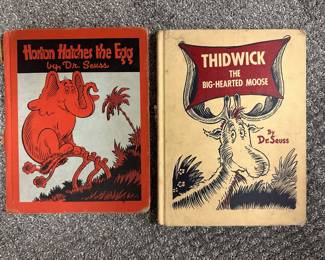 Horton Hatches the Egg
by Dr. Seuss
THIDWICK
THE
BIG-HEARTED MOOSE
By
Dr. Seuss